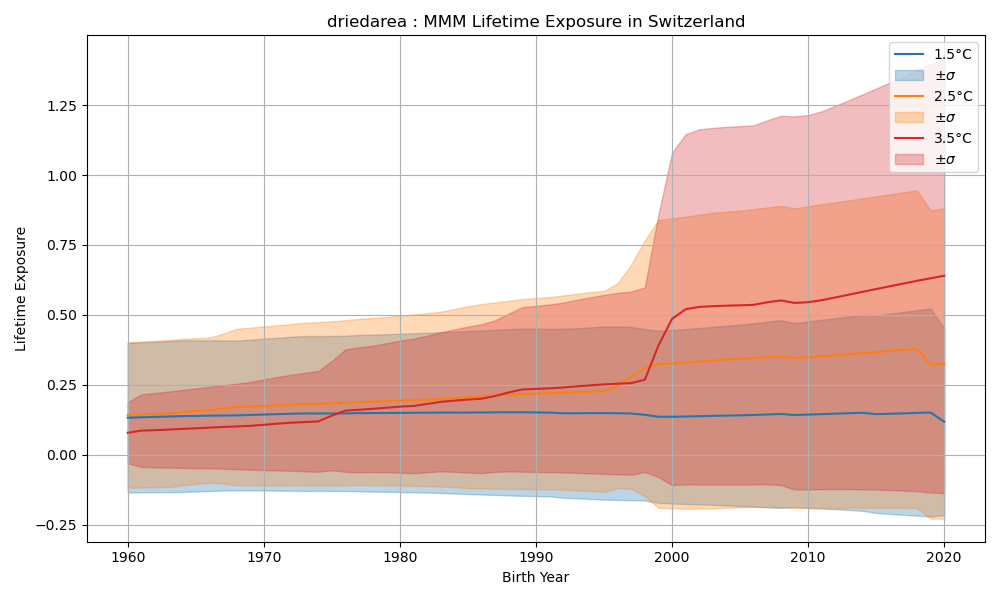 driedarea : MMM Lifetime Exposure in Switzerland
1.5°C
±σ
2.5°C
±σ
3.5°C
±σ
Lifetime Exposure
1.25
1.00
0.75
0.50
0.25
0.00
−0.25
1960 1970 1980 1990 2000 2010 2020
Birth Year